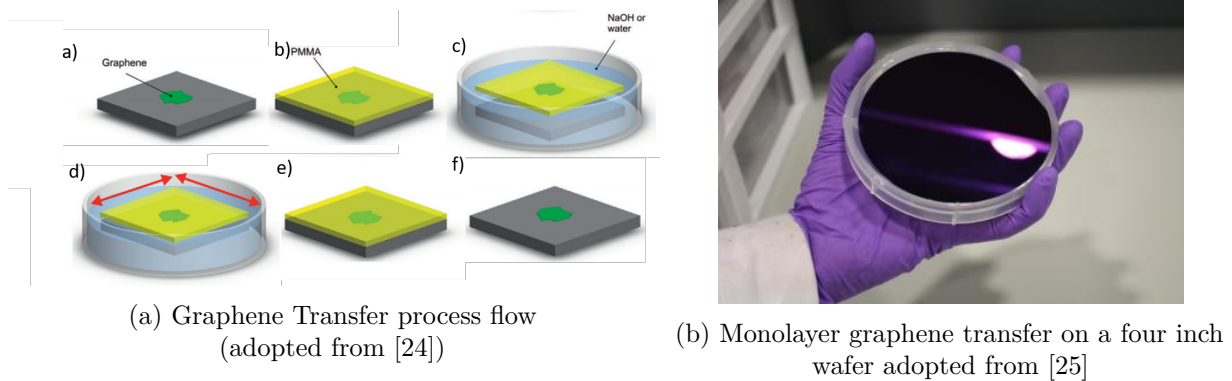 a)
Graphene
b)
PMMA
c)
NaOH or
water
d)
e)
f)
(a) Graphene Transfer process flow
(adopted from [24])
(b) Monolayer graphene transfer on a four inch
wafer adopted from [25]